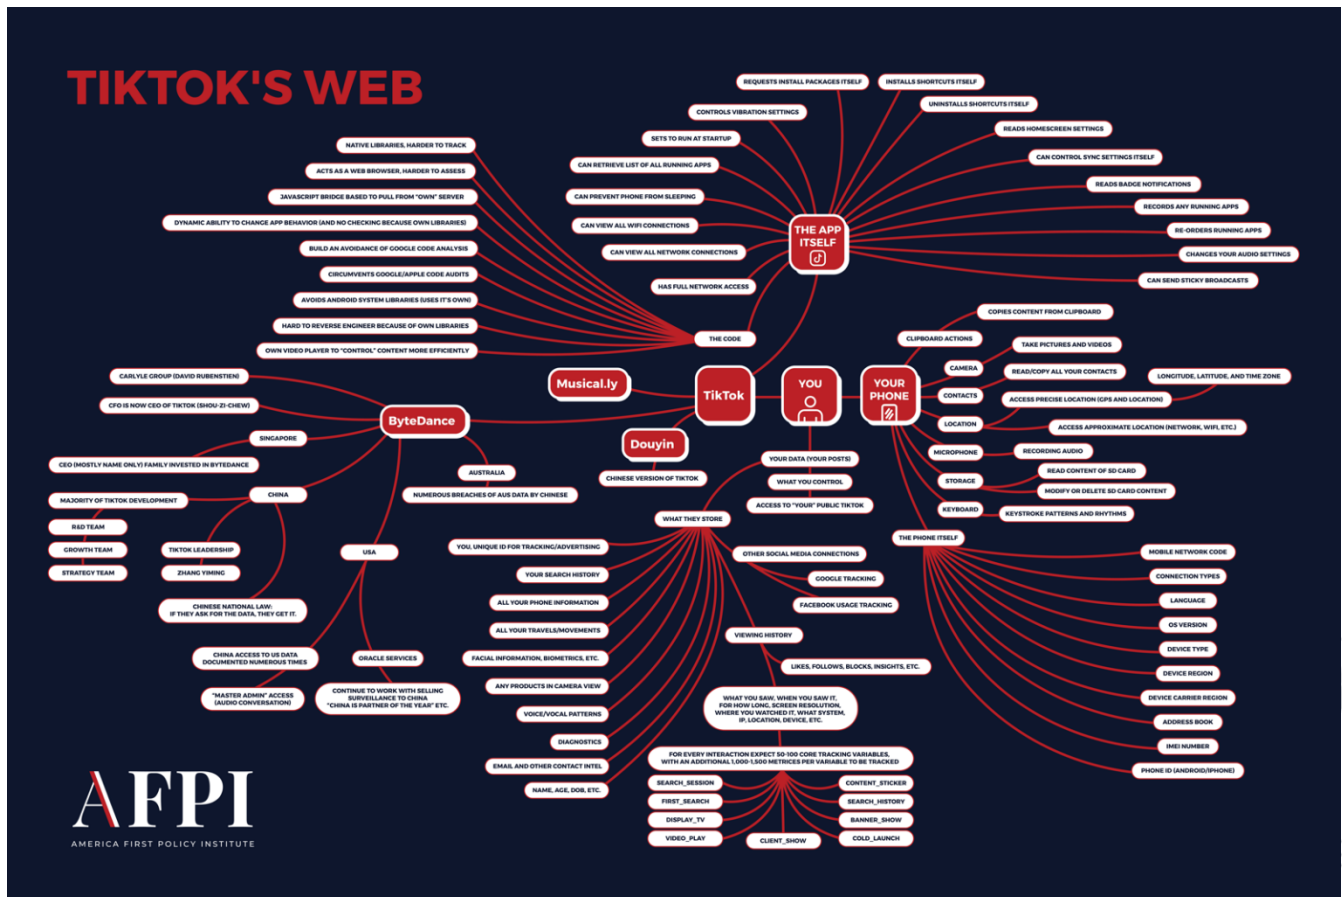 TIKTOK'S WEB
REQUESTS INSTALL PACKAGES ITSELF
INSTALLS SHORTCUTS ITSELF
UNINSTALLS SHORTCUTS ITSELF
CONTROLS VIBRATION SETTINGS
READS HOMESCREEN SETTINGS
SETS TO RUN AT STARTUP
CAN CONTROL SYNC SETTINGS ITSELF
CAN RETRIEVE LIST OF ALL RUNNING APPS
READS BADGE NOTIFICATIONS
CAN PREVENT PHONE FROM SLEEPING
RECORDS ANY RUNNING APPS
CAN VIEW ALL WIFI CONNECTIONS
RE-ORDERS RUNNING APPS
CAN VIEW ALL NETWORK CONNECTIONS
CHANGES YOUR AUDIO SETTINGS
HAS FULL NETWORK ACCESS
CAN SEND STICKY BROADCASTS
THE APP
ITSELF
NATIVE LIBRARIES, HARDER TO TRACK
ACTS AS A WEB BROWSER, HARDER TO ASSESS
JAVASCRIPT BRIDGE BASED TO PULL FROM "OWN" SERVER
DYNAMIC ABILITY TO CHANGE APP BEHAVIOR (AND NO CHECKING BECAUSE OWN LIBRARIES)
BUILD AN AVOIDANCE OF GOOGLE CODE ANALYSIS
CIRCUMVENTS GOOGLE/APPLE CODE AUDITS
AVOIDS ANDROID SYSTEM LIBRARIES (USES IT'S OWN)
HARD TO REVERSE ENGINEER BECAUSE OF OWN LIBRARIES
OWN VIDEO PLAYER TO "CONTROL" CONTENT MORE EFFICIENTLY
THE CODE
Musical.ly
TikTok
YOU
YOUR
PHONE
Douyin
CHINESE VERSION OF TIKTOK
ByteDance
CARLYLE GROUP (DAVID RUBENSTIEN)
CFO IS NOW CEO OF TIKTOK (SHOU-ZI-CHEW)
SINGAPORE
CEO (MOSTLY NAME ONLY) FAMILY INVESTED IN BYTEDANCE
CHINA
MAJORITY OF TIKTOK DEVELOPMENT
R&D TEAM
GROWTH TEAM
STRATEGY TEAM
TIKTOK LEADERSHIP
ZHANG YIMING
CHINESE NATIONAL LAW:
IF THEY ASK FOR THE DATA, THEY GET IT.
AUSTRALIA
NUMEROUS BREACHES OF AUS DATA BY CHINESE
USA
CHINA ACCESS TO US DATA
DOCUMENTED NUMEROUS TIMES
"MASTER ADMIN" ACCESS
(AUDIO CONVERSATION)
ORACLE SERVICES
CONTINUE TO WORK WITH SELLING
SURVEILLANCE TO CHINA
"CHINA IS PARTNER OF THE YEAR" ETC.
YOUR DATA (YOUR POSTS)
WHAT YOU CONTROL
ACCESS TO "YOUR" PUBLIC TIKTOK
WHAT THEY STORE
YOU, UNIQUE ID FOR TRACKING/ADVERTISING
YOUR SEARCH HISTORY
ALL YOUR PHONE INFORMATION
ALL YOUR TRAVELS/MOVEMENTS
FACIAL INFORMATION, BIOMETRICS, ETC.
ANY PRODUCTS IN CAMERA VIEW
VOICE/VOCAL PATTERNS
DIAGNOSTICS
EMAIL AND OTHER CONTACT INTEL
NAME, AGE, DOB, ETC.
OTHER SOCIAL MEDIA CONNECTIONS
GOOGLE TRACKING
FACEBOOK USAGE TRACKING
VIEWING HISTORY
LIKES, FOLLOWS, BLOCKS, INSIGHTS, ETC.
WHAT YOU SAW, WHEN YOU SAW IT.
FOR HOW LONG, SCREEN RESOLUTION,
WHERE YOU WATCHED IT, WHAT SYSTEM,
IP, LOCATION, DEVICE, ETC.
FOR EVERY INTERACTION EXPECT 50-100 CORE TRACKING VARIABLES,
WITH AN ADDITIONAL 1,000-1,500 METRICES PER VARIABLE TO BE TRACKED
SEARCH_SESSION
FIRST_SEARCH
DISPLAY_TV
VIDEO_PLAY
CLIENT_SHOW
CONTENT_STICKER
SEARCH_HISTORY
BANNER_SHOW
COLD_LAUNCH
COPIES CONTENT FROM CLIPBOARD
CLIPBOARD ACTIONS
TAKE PICTURES AND VIDEOS
CAMERA
READ/COPY ALL YOUR CONTACTS
CONTACTS
LONGITUDE, LATITUDE, AND TIME ZONE
ACCESS PRECISE LOCATION (GPS AND LOCATION)
LOCATION
ACCESS APPROXIMATE LOCATION (NETWORK, WIFI, ETC.)
MICROPHONE
RECORDING AUDIO
STORAGE
READ CONTENT OF SD CARD
MODIFY OR DELETE SD CARD CONTENT
KEYBOARD
KEYSTROKE PATTERNS AND RHYTHMS
THE PHONE ITSELF
MOBILE NETWORK CODE
CONNECTION TYPES
LANGUAGE
OS VERSION
DEVICE TYPE
DEVICE REGION
DEVICE CARRIER REGION
ADDRESS BOOK
IMEI NUMBER
PHONE ID (ANDROID/IPHONE)
AFPI
AMERICA FIRST POLICY INSTITUTE